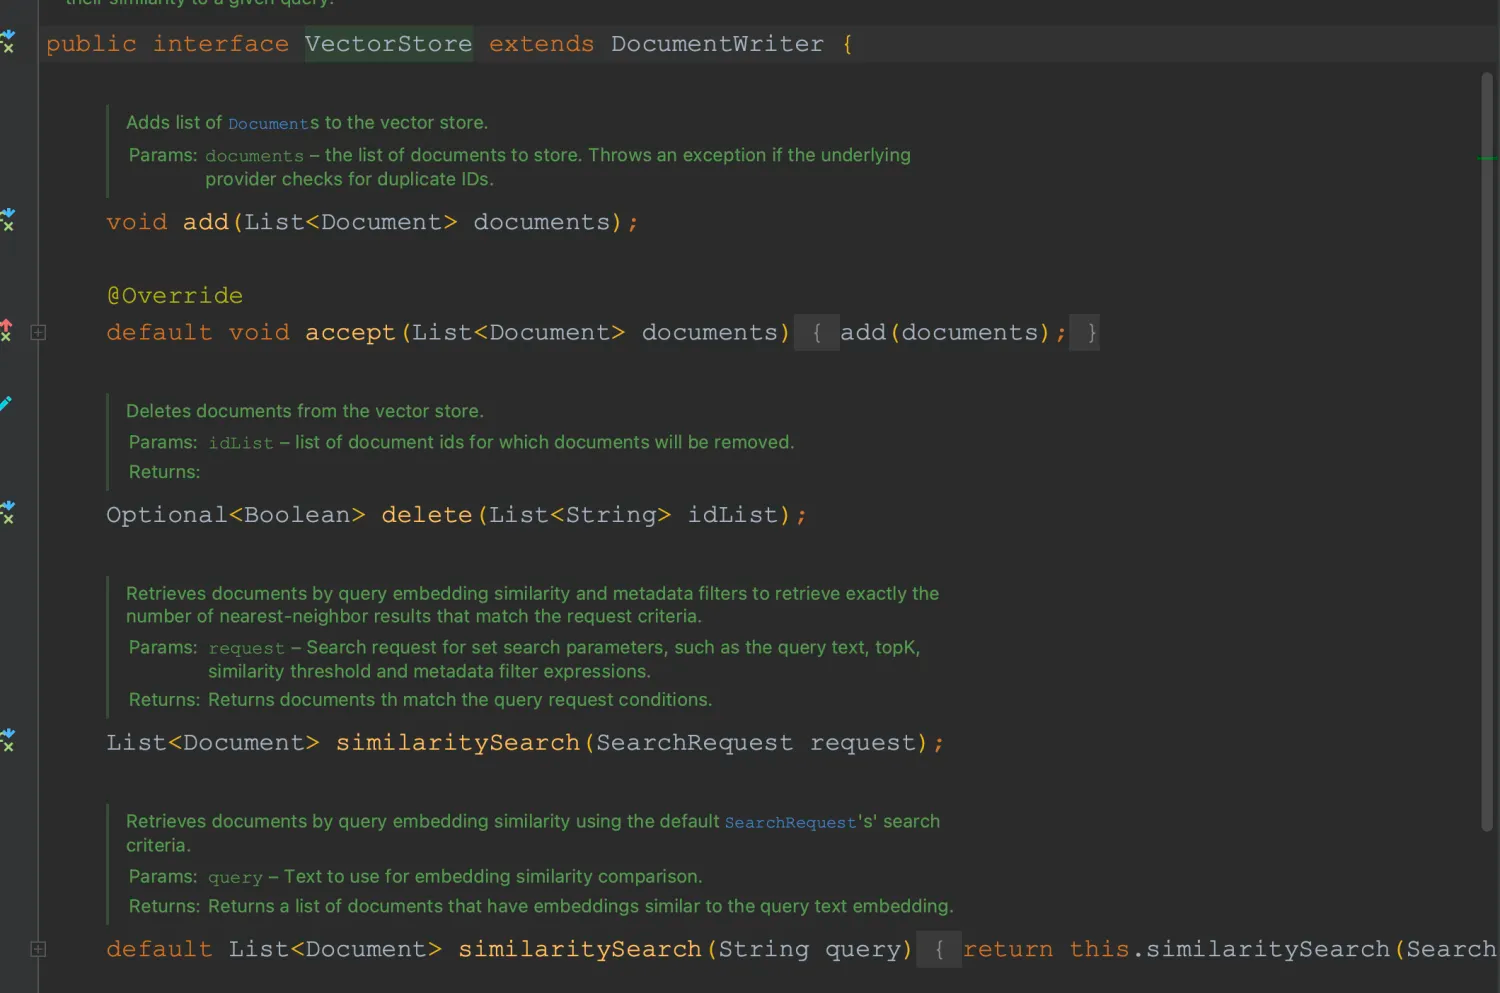 their similarity to a given query.
public interface VectorStore extends DocumentWriter {
Adds list of Documents to the vector store.
Params: documents – the list of documents to store. Throws an exception if the underlying
provider checks for duplicate IDs.
void add(List<Document> documents);
@Override
default void accept(List<Document> documents) { add(documents); }
Deletes documents from the vector store.
Params: idList – list of document ids for which documents will be removed.
Returns:
Optional<Boolean> delete(List<String> idList);
Retrieves documents by query embedding similarity and metadata filters to retrieve exactly the
number of nearest-neighbor results that match the request criteria.
Params: request – Search request for set search parameters, such as the query text, topK,
similarity threshold and metadata filter expressions.
Returns: Returns documents th match the query request conditions.
List<Document> similaritySearch(SearchRequest request);
Retrieves documents by query embedding similarity using the default SearchRequest's' search
criteria.
Params: query – Text to use for embedding similarity comparison.
Returns: Returns a list of documents that have embeddings similar to the query text embedding.
default List<Document> similaritySearch(String query) { return this.similaritySearch(Search